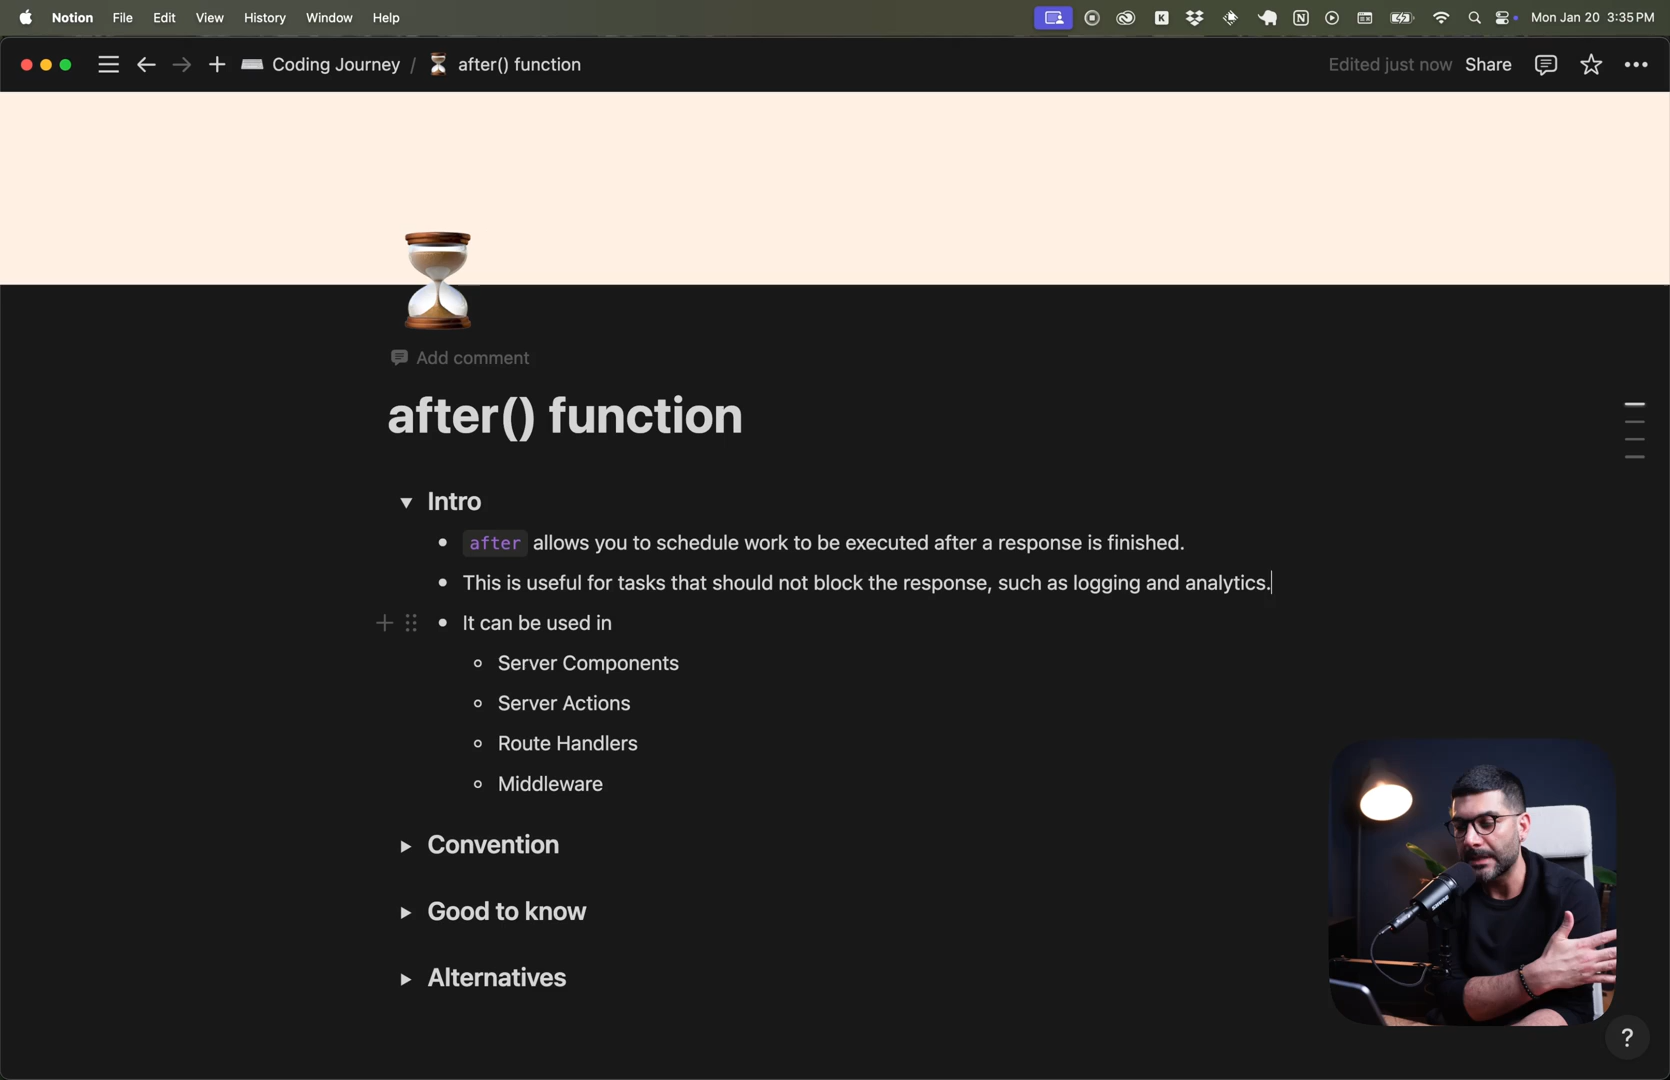 Notion File Edit View History Window Help Mon Jan 20 3:35 PM
Coding Journey / after() function Edited just now Share
Add comment
after() function
Intro
after allows you to schedule work to be executed after a response is finished.
This is useful for tasks that should not block the response, such as logging and analytics.
It can be used in
Server Components
Server Actions
Route Handlers
Middleware
Convention
Good to know
Alternatives
SHURE
?